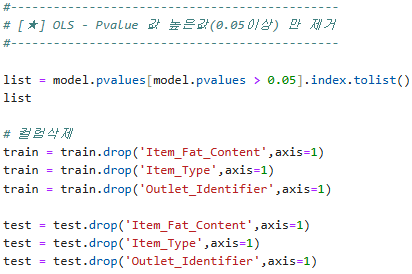 #-----------------------------------------
# [★] OLS - Pvalue 값 높은값(0.05이상) 만 제거
#-----------------------------------------
list = model.pvalues[model.pvalues > 0.05].index.tolist()
list
# 컬럼삭제
train = train.drop('Item_Fat_Content',axis=1)
train = train.drop('Item_Type',axis=1)
train = train.drop('Outlet_Identifier',axis=1)
test = test.drop('Item_Fat_Content',axis=1)
test = test.drop('Item_Type',axis=1)
test = test.drop('Outlet_Identifier',axis=1)